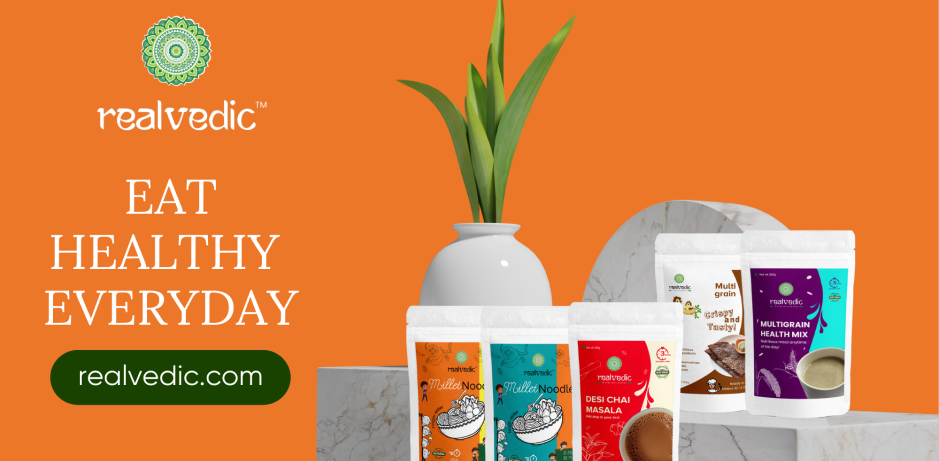 realvedic™
EAT
HEALTHY
EVERYDAY
realvedic.com
realvedic
Multi
grain
Crispy
and
Tasty!
realvedic
MULTIGRAIN
HEALTH MIX
Millet Nood
Millet Noodle
realvedic
DESI CHAI
MASALA